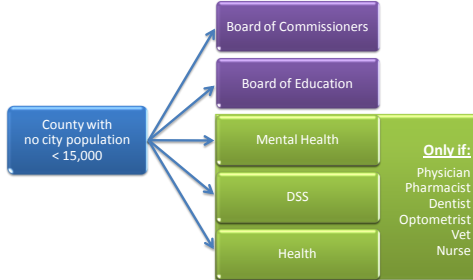 Board of Commissioners
Board of Education
County with
no city population
< 15,000
Mental Health
DSS
Health
Only if:
Physician
Pharmacist
Dentist
Optometrist
Vet
Nurse